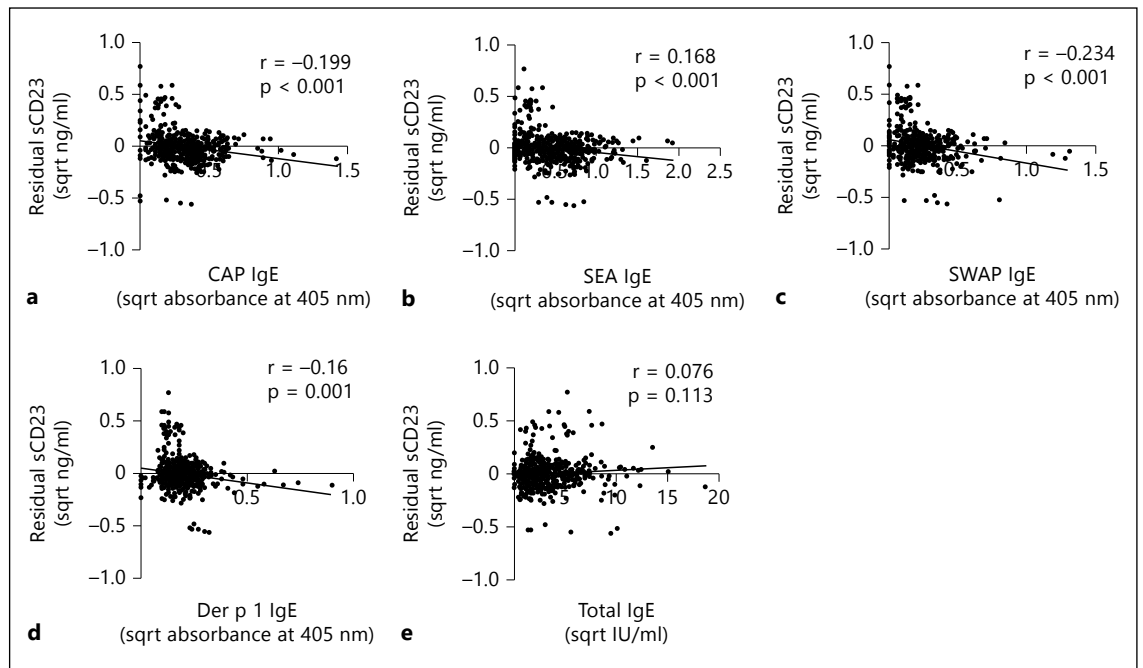 1.0
0.5
0
–0.5
–1.0
Residual sCD23
(sqrt ng/ml)
r = –0.199
p < 0.001
0.5
1.0
1.5
CAP IgE
(sqrt absorbance at 405 nm)
a
1.0
0.5
0
–0.5
–1.0
Residual sCD23
(sqrt ng/ml)
r = 0.168
p < 0.001
0.5
1.0
1.5
2.0
2.5
SEA IgE
(sqrt absorbance at 405 nm)
b
1.0
0.5
0
–0.5
–1.0
Residual sCD23
(sqrt ng/ml)
r = –0.234
p < 0.001
0.5
1.0
1.5
SWAP IgE
(sqrt absorbance at 405 nm)
c
1.0
0.5
0
–0.5
–1.0
Residual sCD23
(sqrt ng/ml)
r = –0.16
p = 0.001
0.5
1.0
Der p 1 IgE
(sqrt absorbance at 405 nm)
d
1.0
0.5
0
–0.5
–1.0
Residual sCD23
(sqrt ng/ml)
r = 0.076
p = 0.113
5
10
15
20
Total IgE
(sqrt IU/ml)
e